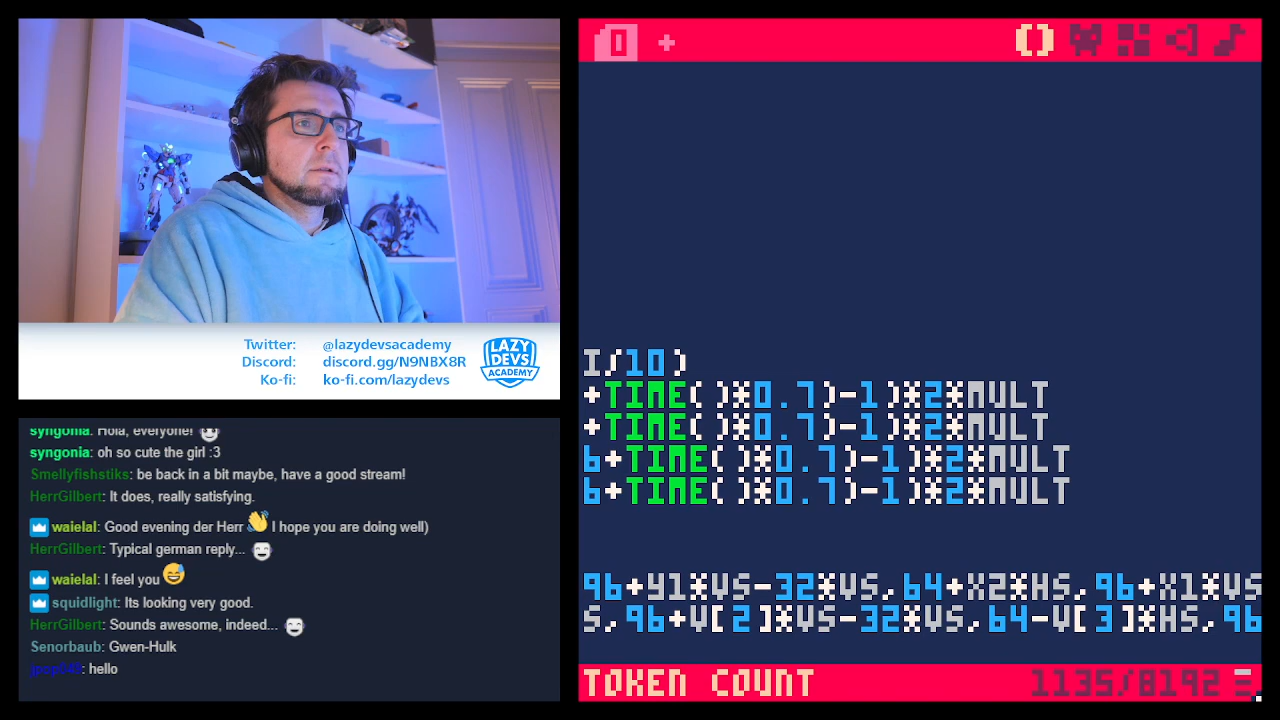 Twitter: @lazydevsacademy
Discord: discord.gg/N9NBX8R
Ko-fi: ko-fi.com/lazydevs
LAZY
DEVS
ACADEMY
syngonia: Hola, everyone!
syngonia: oh so cute the girl :3
Smellyfishstiks: be back in a bit maybe, have a good stream!
HerrGilbert: It does, really satisfying.
waielal: Good evening der Herr I hope you are doing well)
HerrGilbert: Typical german reply...
waielal: I feel you
squidlight: Its looking very good.
HerrGilbert: Sounds awesome, indeed...
Senorbaub: Gwen-Hulk
: hello
0 +
I/10)
+TIME()*0.7)-1)*2*MULT
+TIME()*0.7)-1)*2*MULT
6+TIME()*0.7)-1)*2*MULT
6+TIME()*0.7)-1)*2*MULT
96+Y1*VS-32*VS,64+X2*HS,96+X1*VS
S,96+V[2]*VS-32*VS,64-V[3]*HS,96
TOKEN COUNT 1135/8192